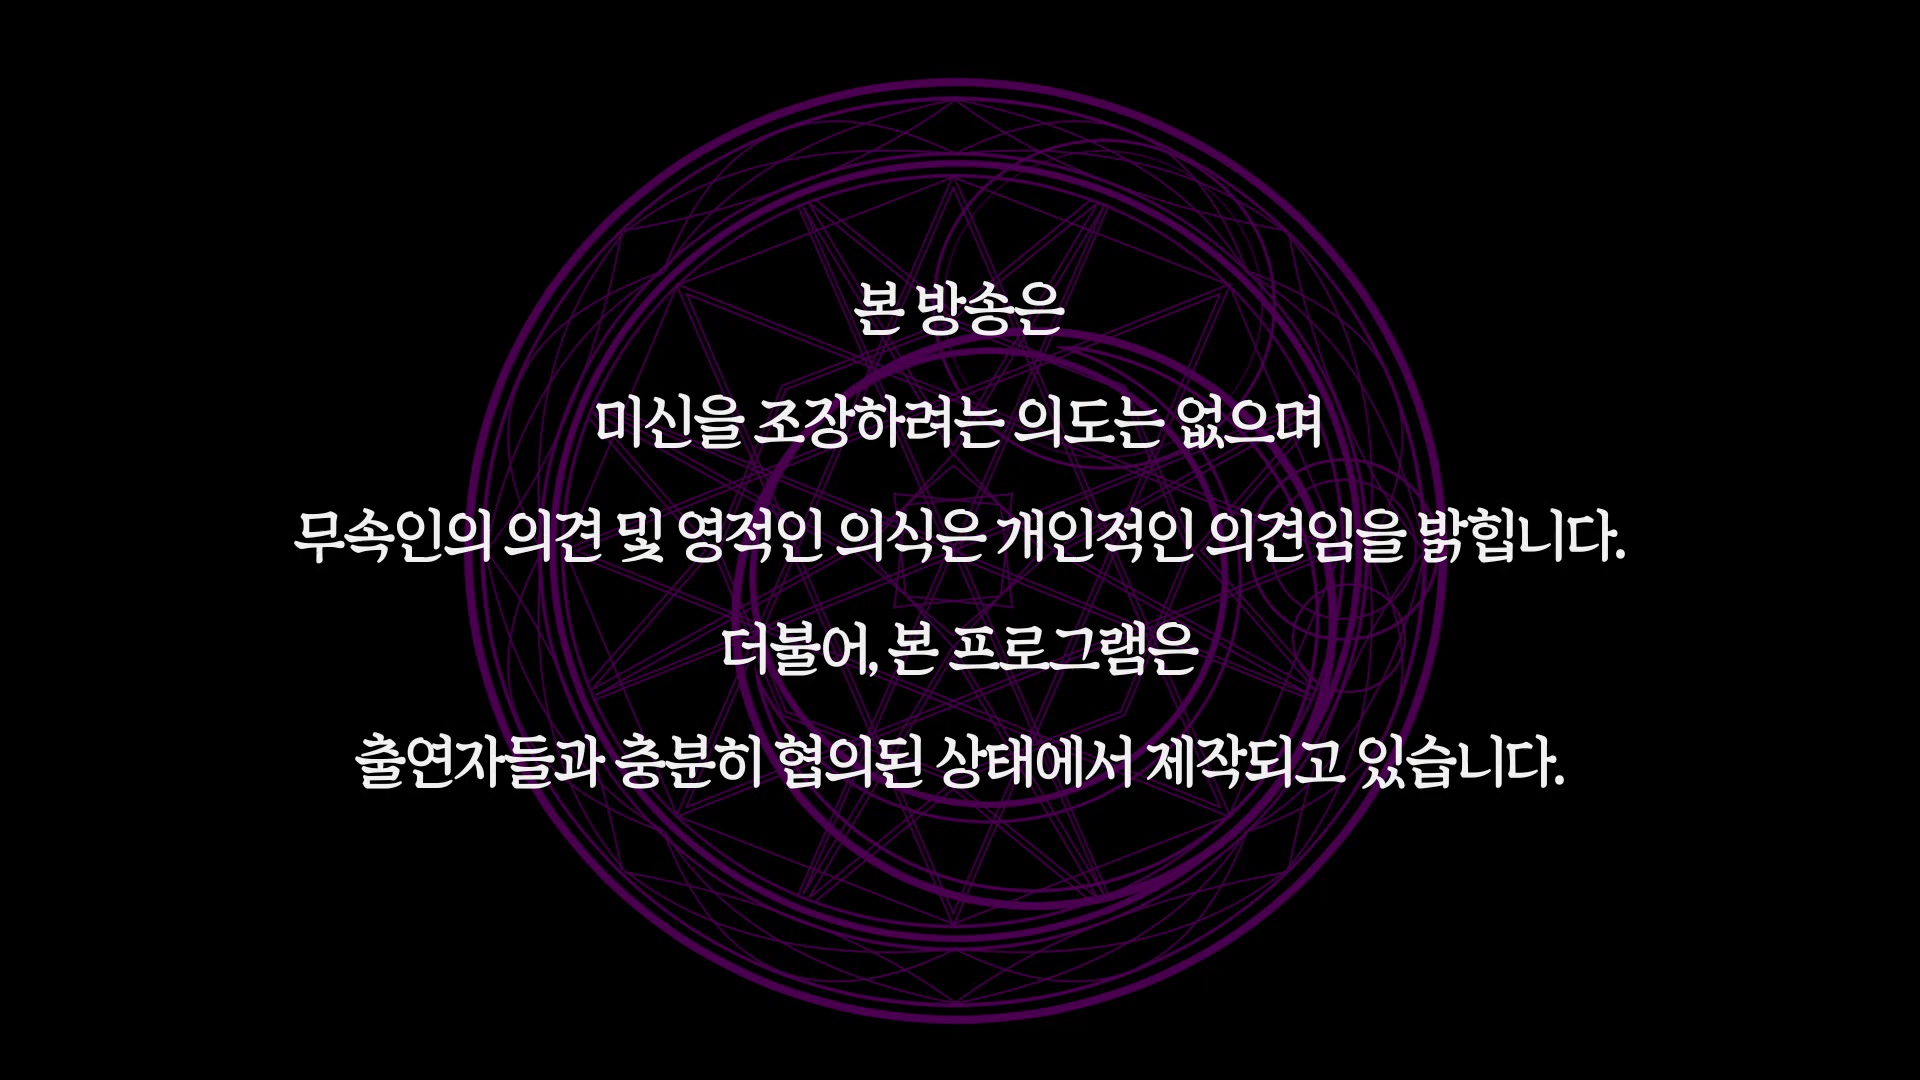 본 방송은
미신을 조장하려는 의도는 없으며
무속인의 의견 및 영적인 의식은 개인적인 의견임을 밝힙니다.
더불어, 본 프로그램은
출연자들과 충분히 협의된 상태에서 제작되고 있습니다.